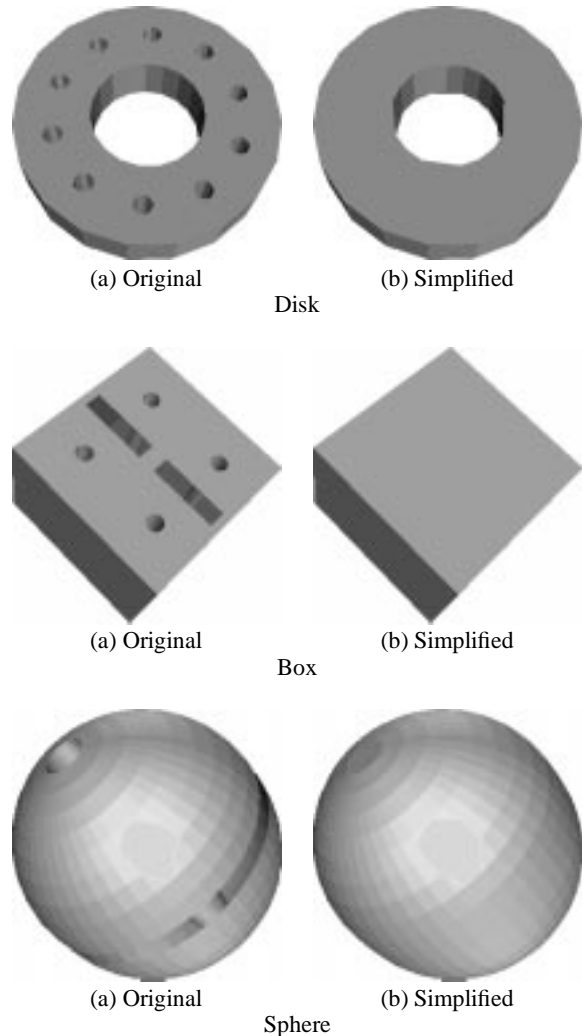 (a) Original (b) Simplified
Disk
(a) Original (b) Simplified
Box
(a) Original (b) Simplified
Sphere